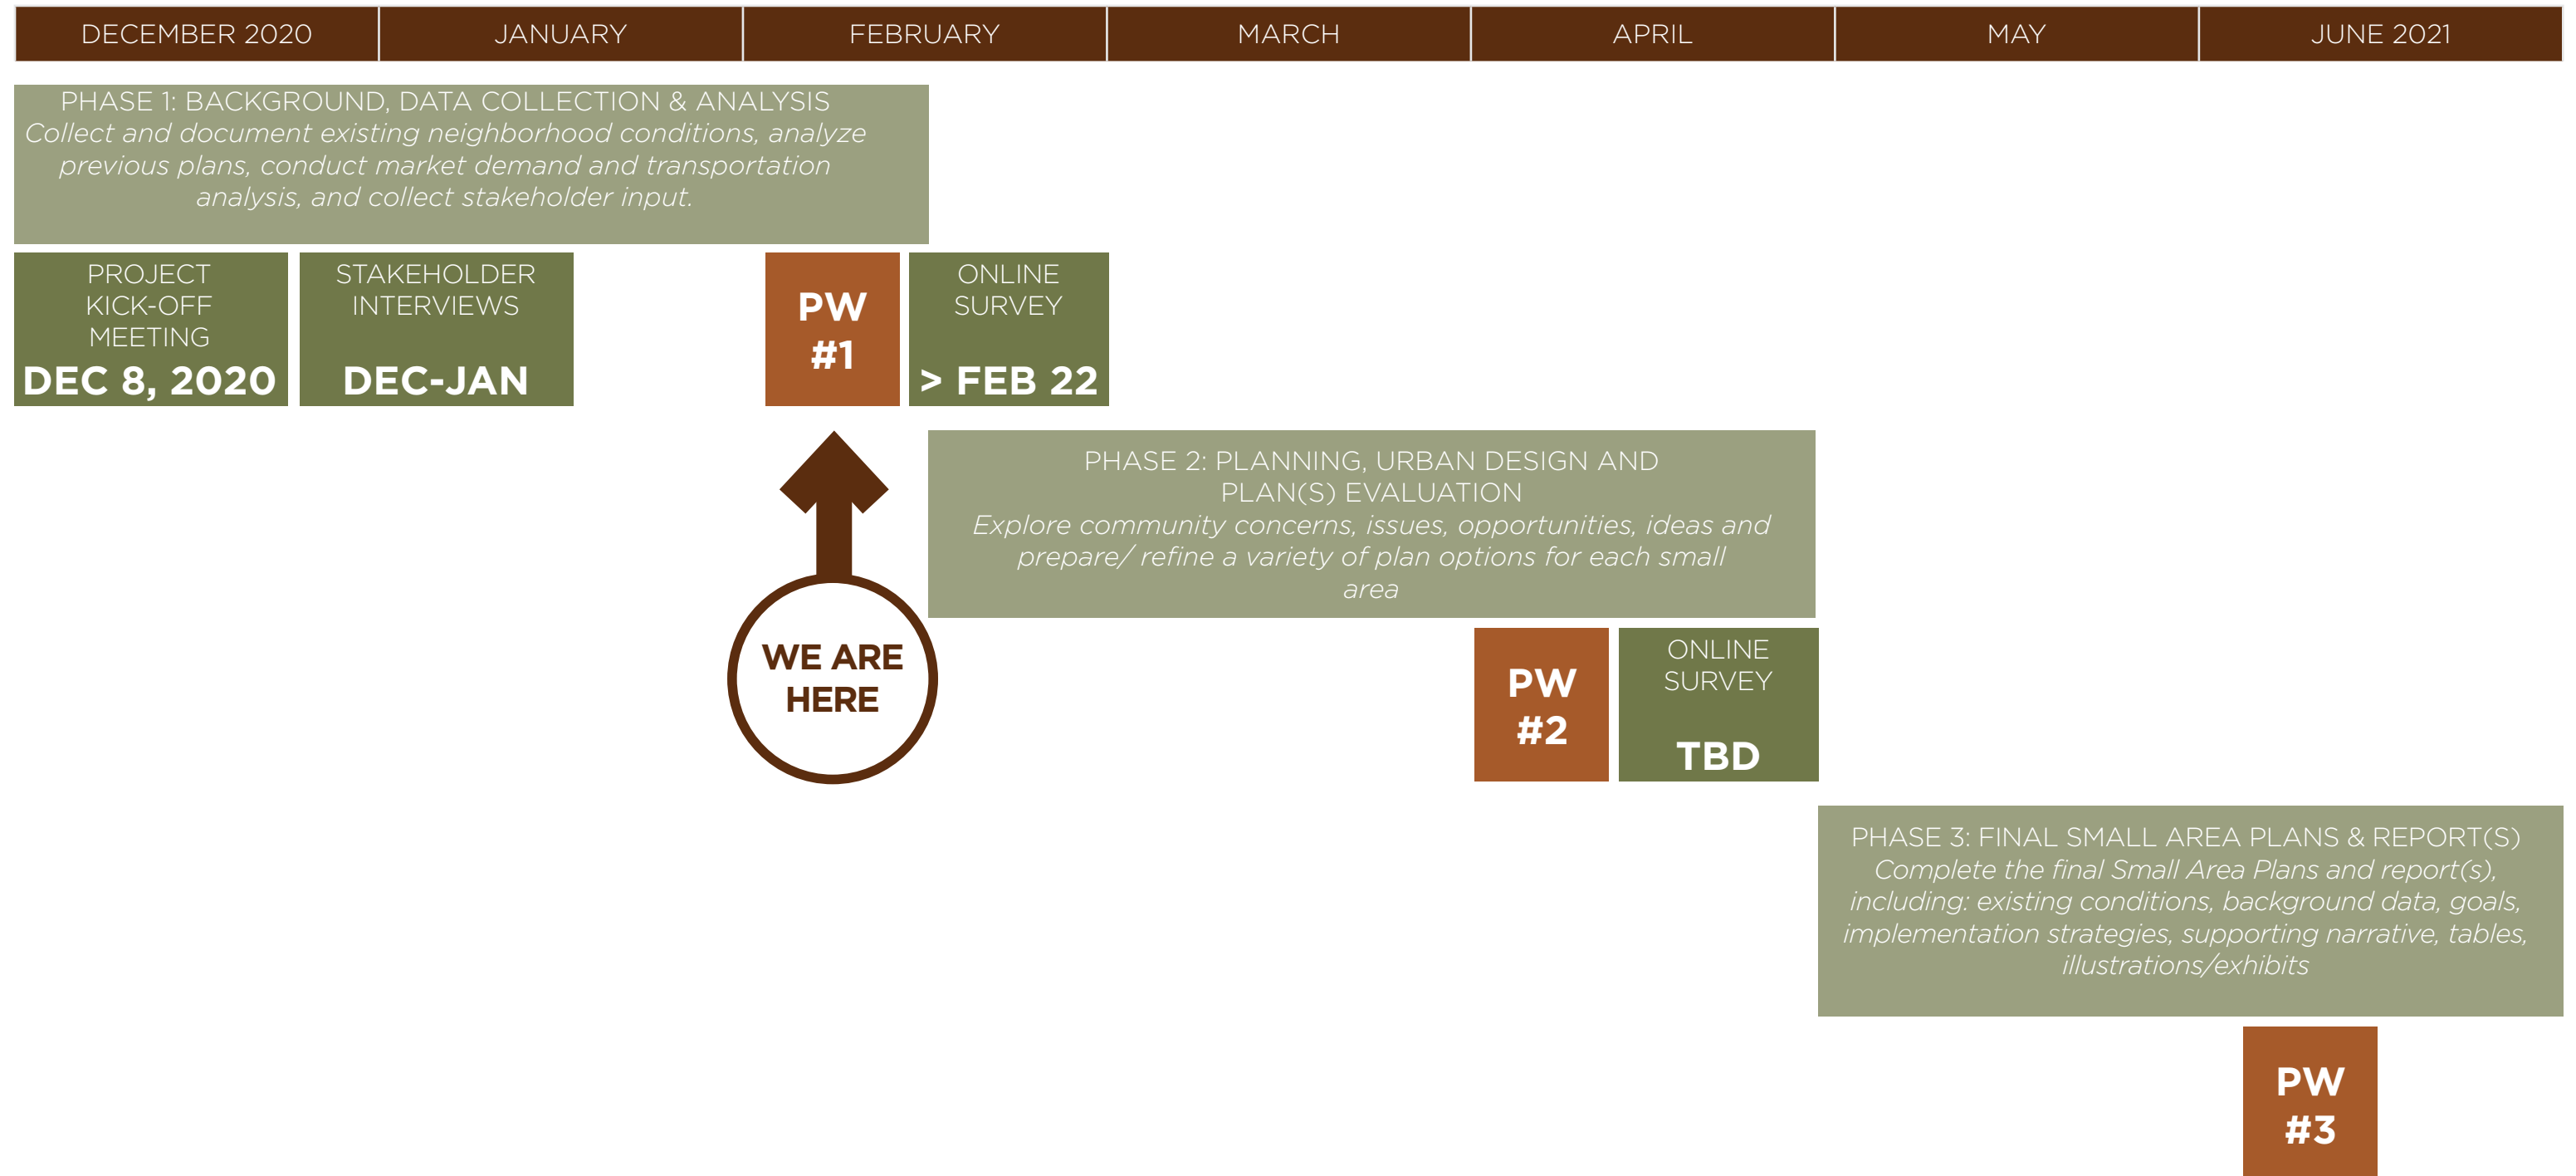 DECEMBER 2020
JANUARY
FEBRUARY
MARCH
APRIL
MAY
JUNE 2021
PHASE 1: BACKGROUND, DATA COLLECTION & ANALYSIS
Collect and document existing neighborhood conditions, analyze
previous plans, conduct market demand and transportation
analysis, and collect stakeholder input.
PROJECT
KICK-OFF
MEETING
DEC 8, 2020
STAKEHOLDER
INTERVIEWS
DEC-JAN
PW
#1
ONLINE
SURVEY
> FEB 22
WE ARE
HERE
PHASE 2: PLANNING, URBAN DESIGN AND
PLAN(S) EVALUATION
Explore community concerns, issues, opportunities, ideas and
prepare/ refine a variety of plan options for each small
area
PW
#2
ONLINE
SURVEY
TBD
PHASE 3: FINAL SMALL AREA PLANS & REPORT(S)
Complete the final Small Area Plans and report(s),
including: existing conditions, background data, goals,
implementation strategies, supporting narrative, tables,
illustrations/exhibits
PW
#3